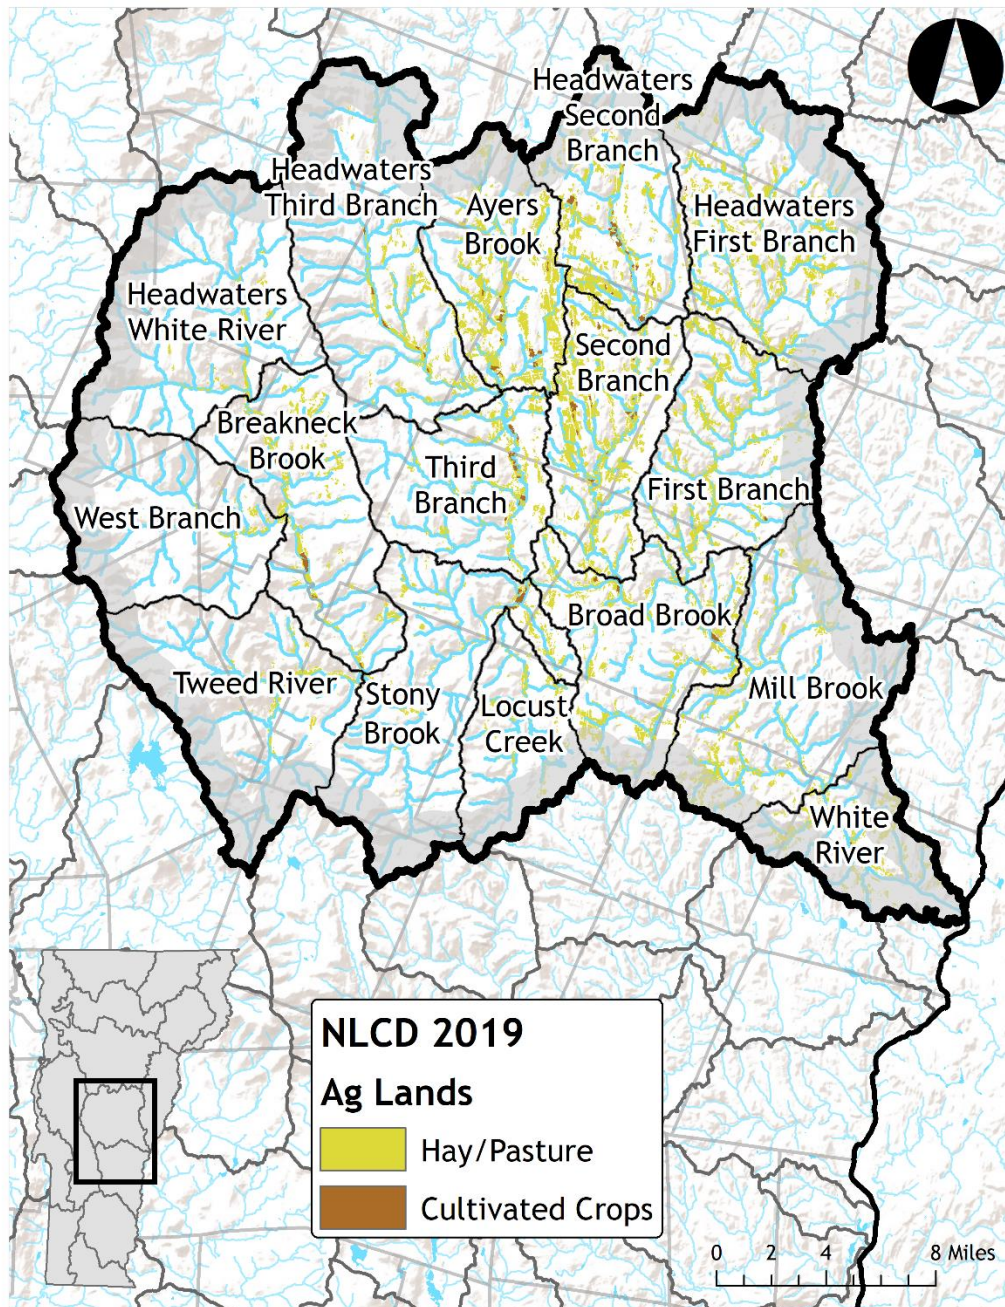 Headwaters
Second
Branch
Headwaters
Third Branch
Ayers
Brook
Headwaters
First Branch
Headwaters
White River
Second
Branch
Breakneck
Brook
Third
Branch
First Branch
West Branch
Broad Brook
Tweed River
Stony
Brook
Locust
Creek
Mill Brook
White
River
NLCD 2019
Ag Lands
Hay/Pasture
Cultivated Crops
0 2 4 8 Miles